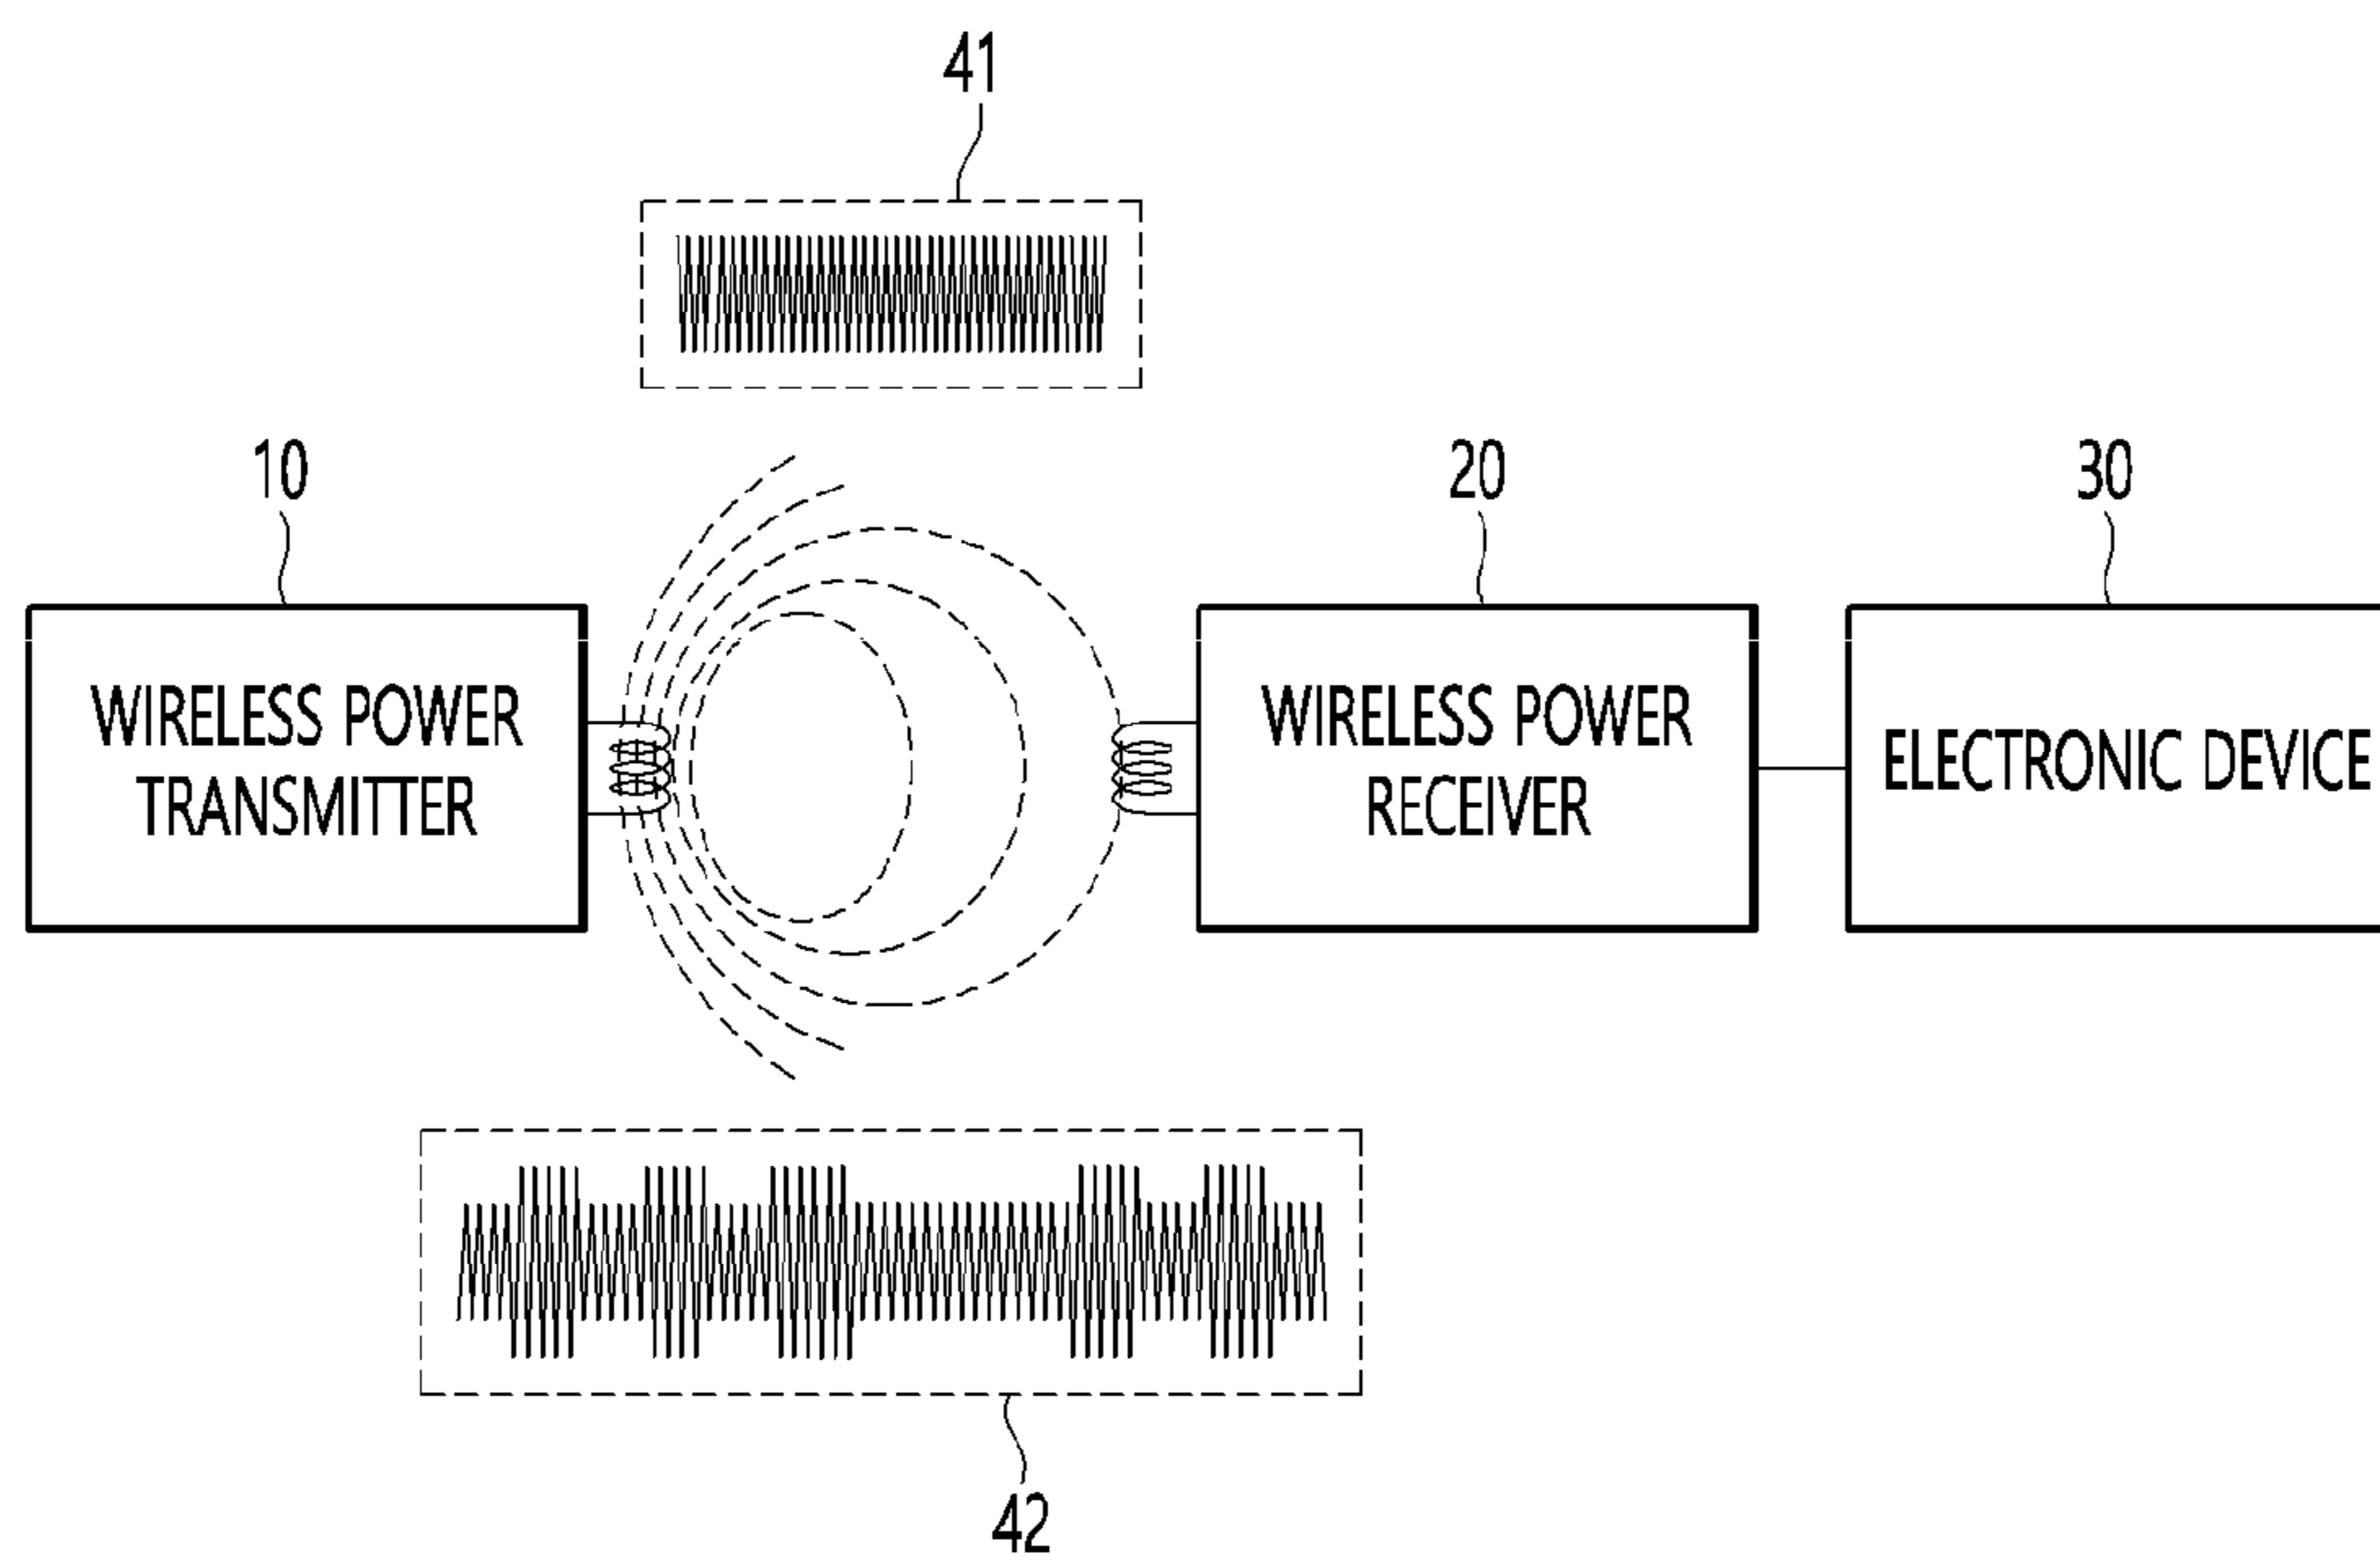 41
10
20
30
WIRELESS POWER
TRANSMITTER
WIRELESS POWER
RECEIVER
ELECTRONIC DEVICE
42